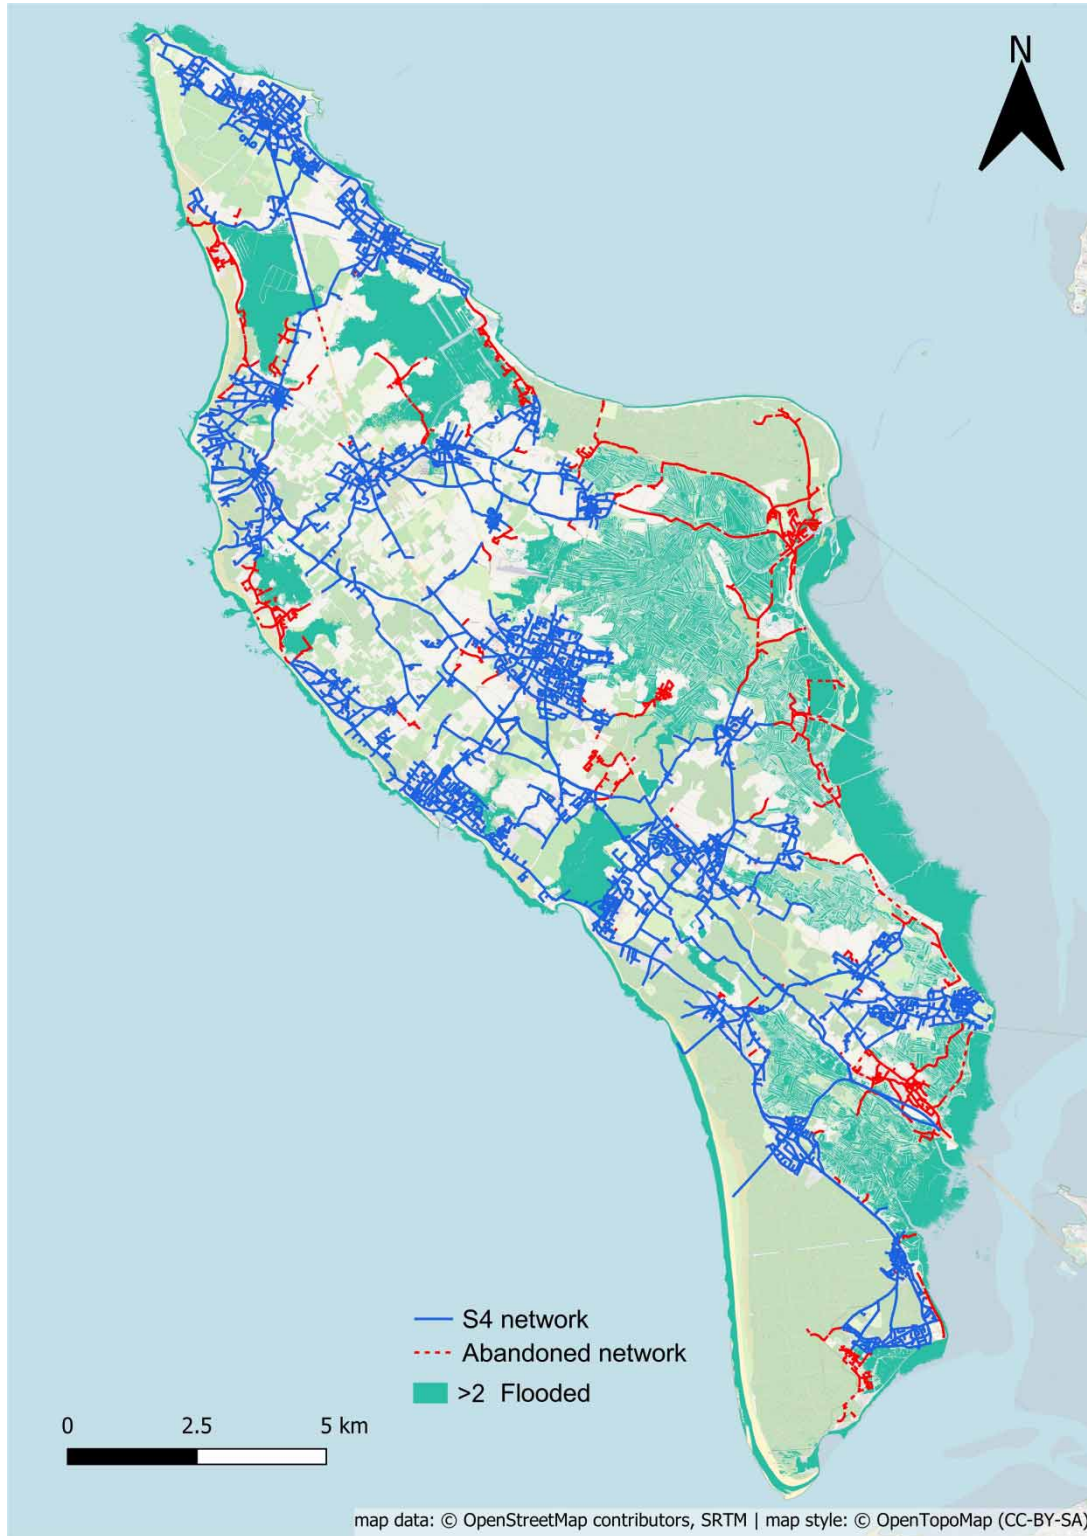 N
S4 network
Abandoned network
>2 Flooded
0 2.5 5 km
map data: © OpenStreetMap contributors, SRTM | map style: © OpenTopoMap (CC-BY-SA)